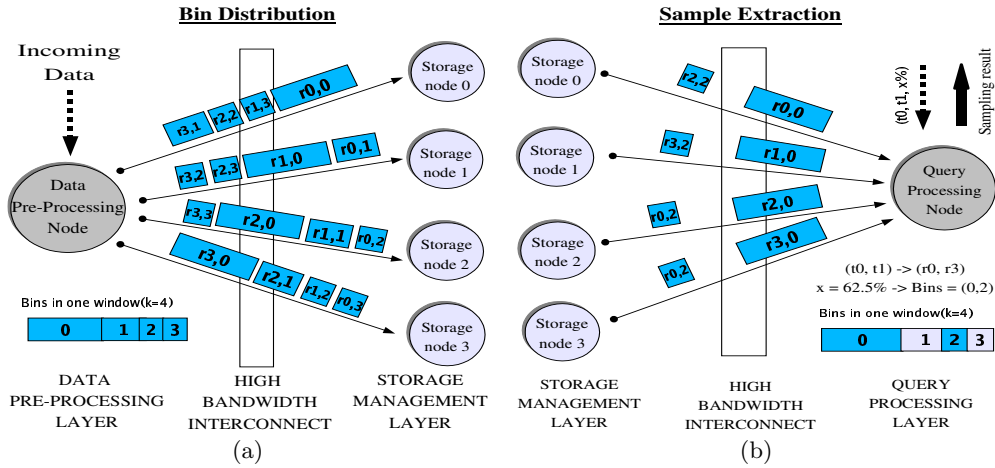 Bin Distribution
Incoming
Data
Data
Pre-Processing
Node
r3,1
r2,2
r1,3
r0,0
r3,2
r2,3
r1,0
r0,1
r3,3
r2,0
r1,1
r0,2
r3,0
r2,1
r1,2
r0,3
Storage
node 0
Storage
node 1
Storage
node 2
Storage
node 3
Bins in one window(k=4)
0 1 2 3
DATA
PRE-PROCESSING
LAYER
HIGH
BANDWIDTH
INTERCONNECT
STORAGE
MANAGEMENT
LAYER
(a)
Sample Extraction
Storage
node 0
Storage
node 1
Storage
node 2
Storage
node 3
r2,2
r0,0
r3,2
r1,0
r0,2
r2,0
r0,2
r3,0
(t0, t1, x%)
Sampling result
Query
Processing
Node
(t0, t1) -> (r0, r3)
x = 62.5% -> Bins = (0,2)
Bins in one window(k=4)
0 1 2 3
STORAGE
MANAGEMENT
LAYER
HIGH
BANDWIDTH
INTERCONNECT
QUERY
PROCESSING
LAYER
(b)